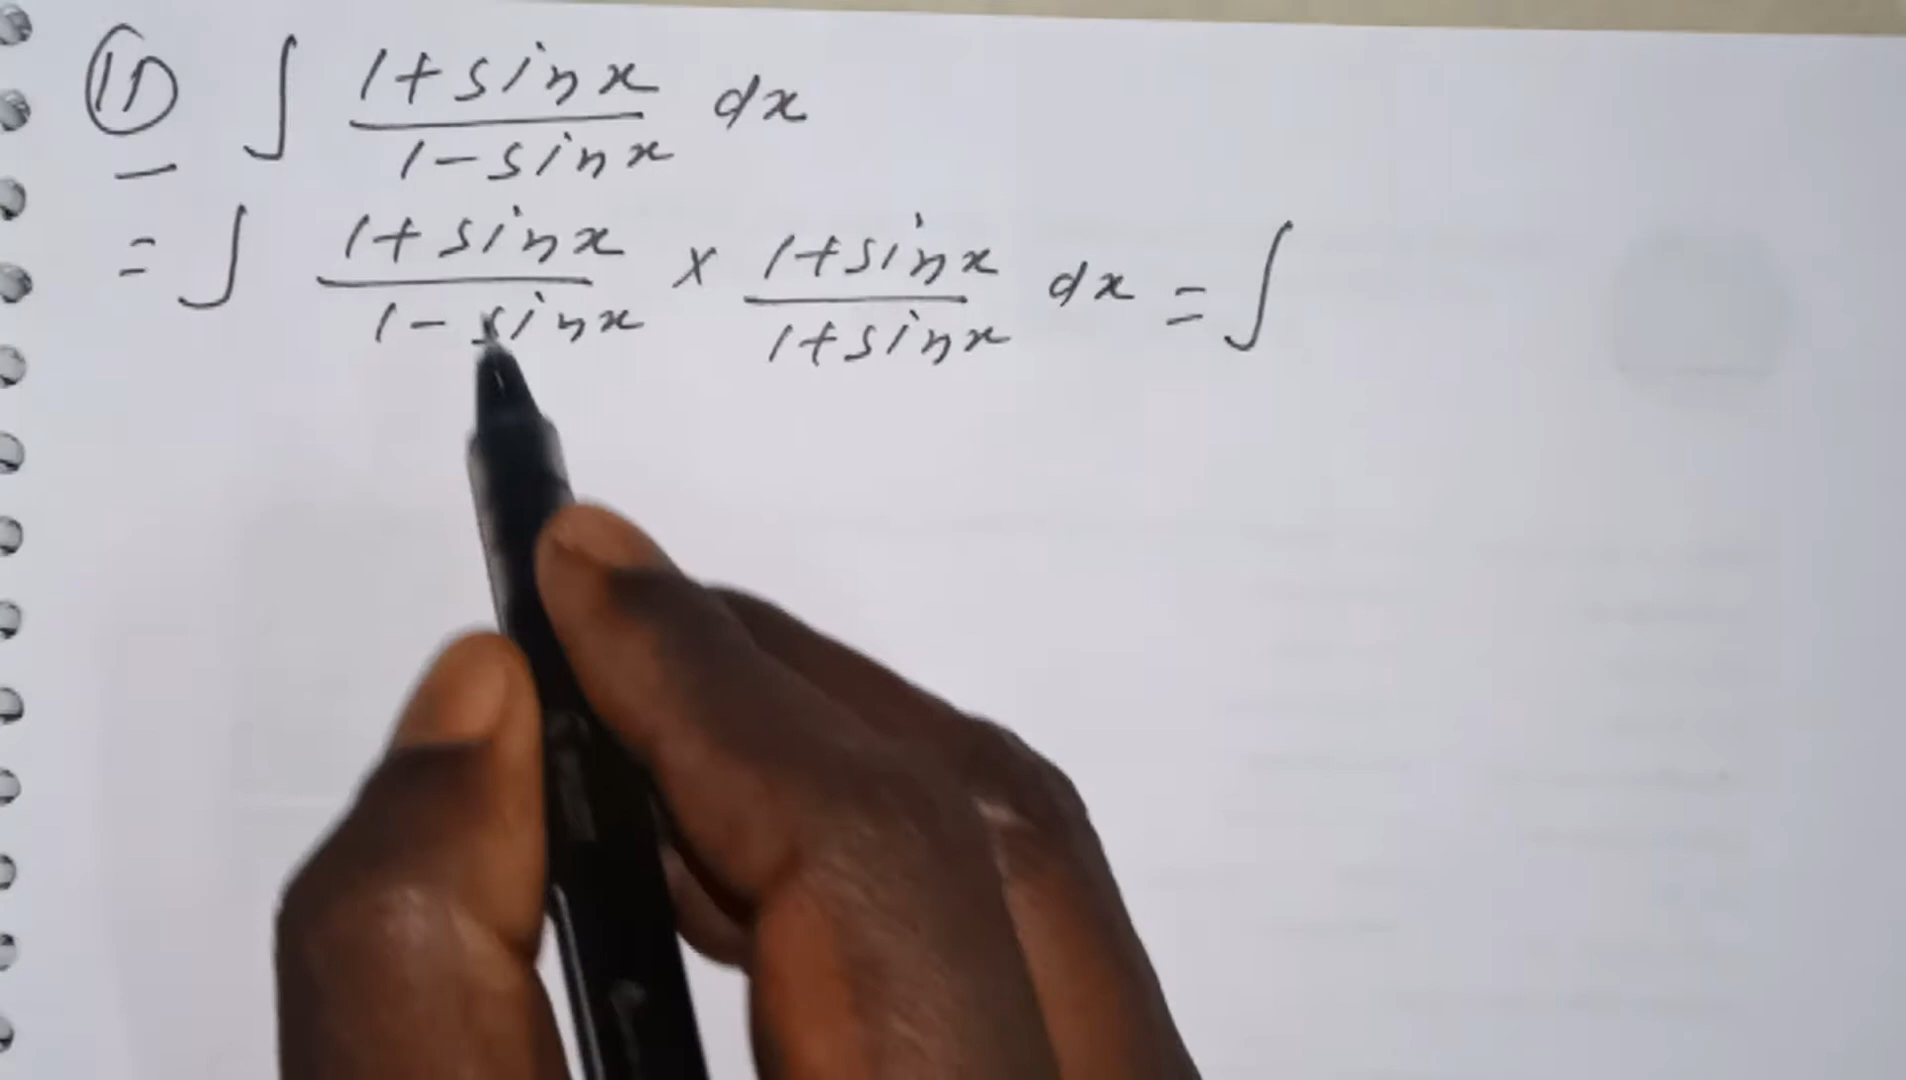 ⑪ ∫ (1+sinx)/(1-sinx) dx
= ∫ (1+sinx)/(1-sinx) × (1+sinx)/(1+sinx) dx = ∫